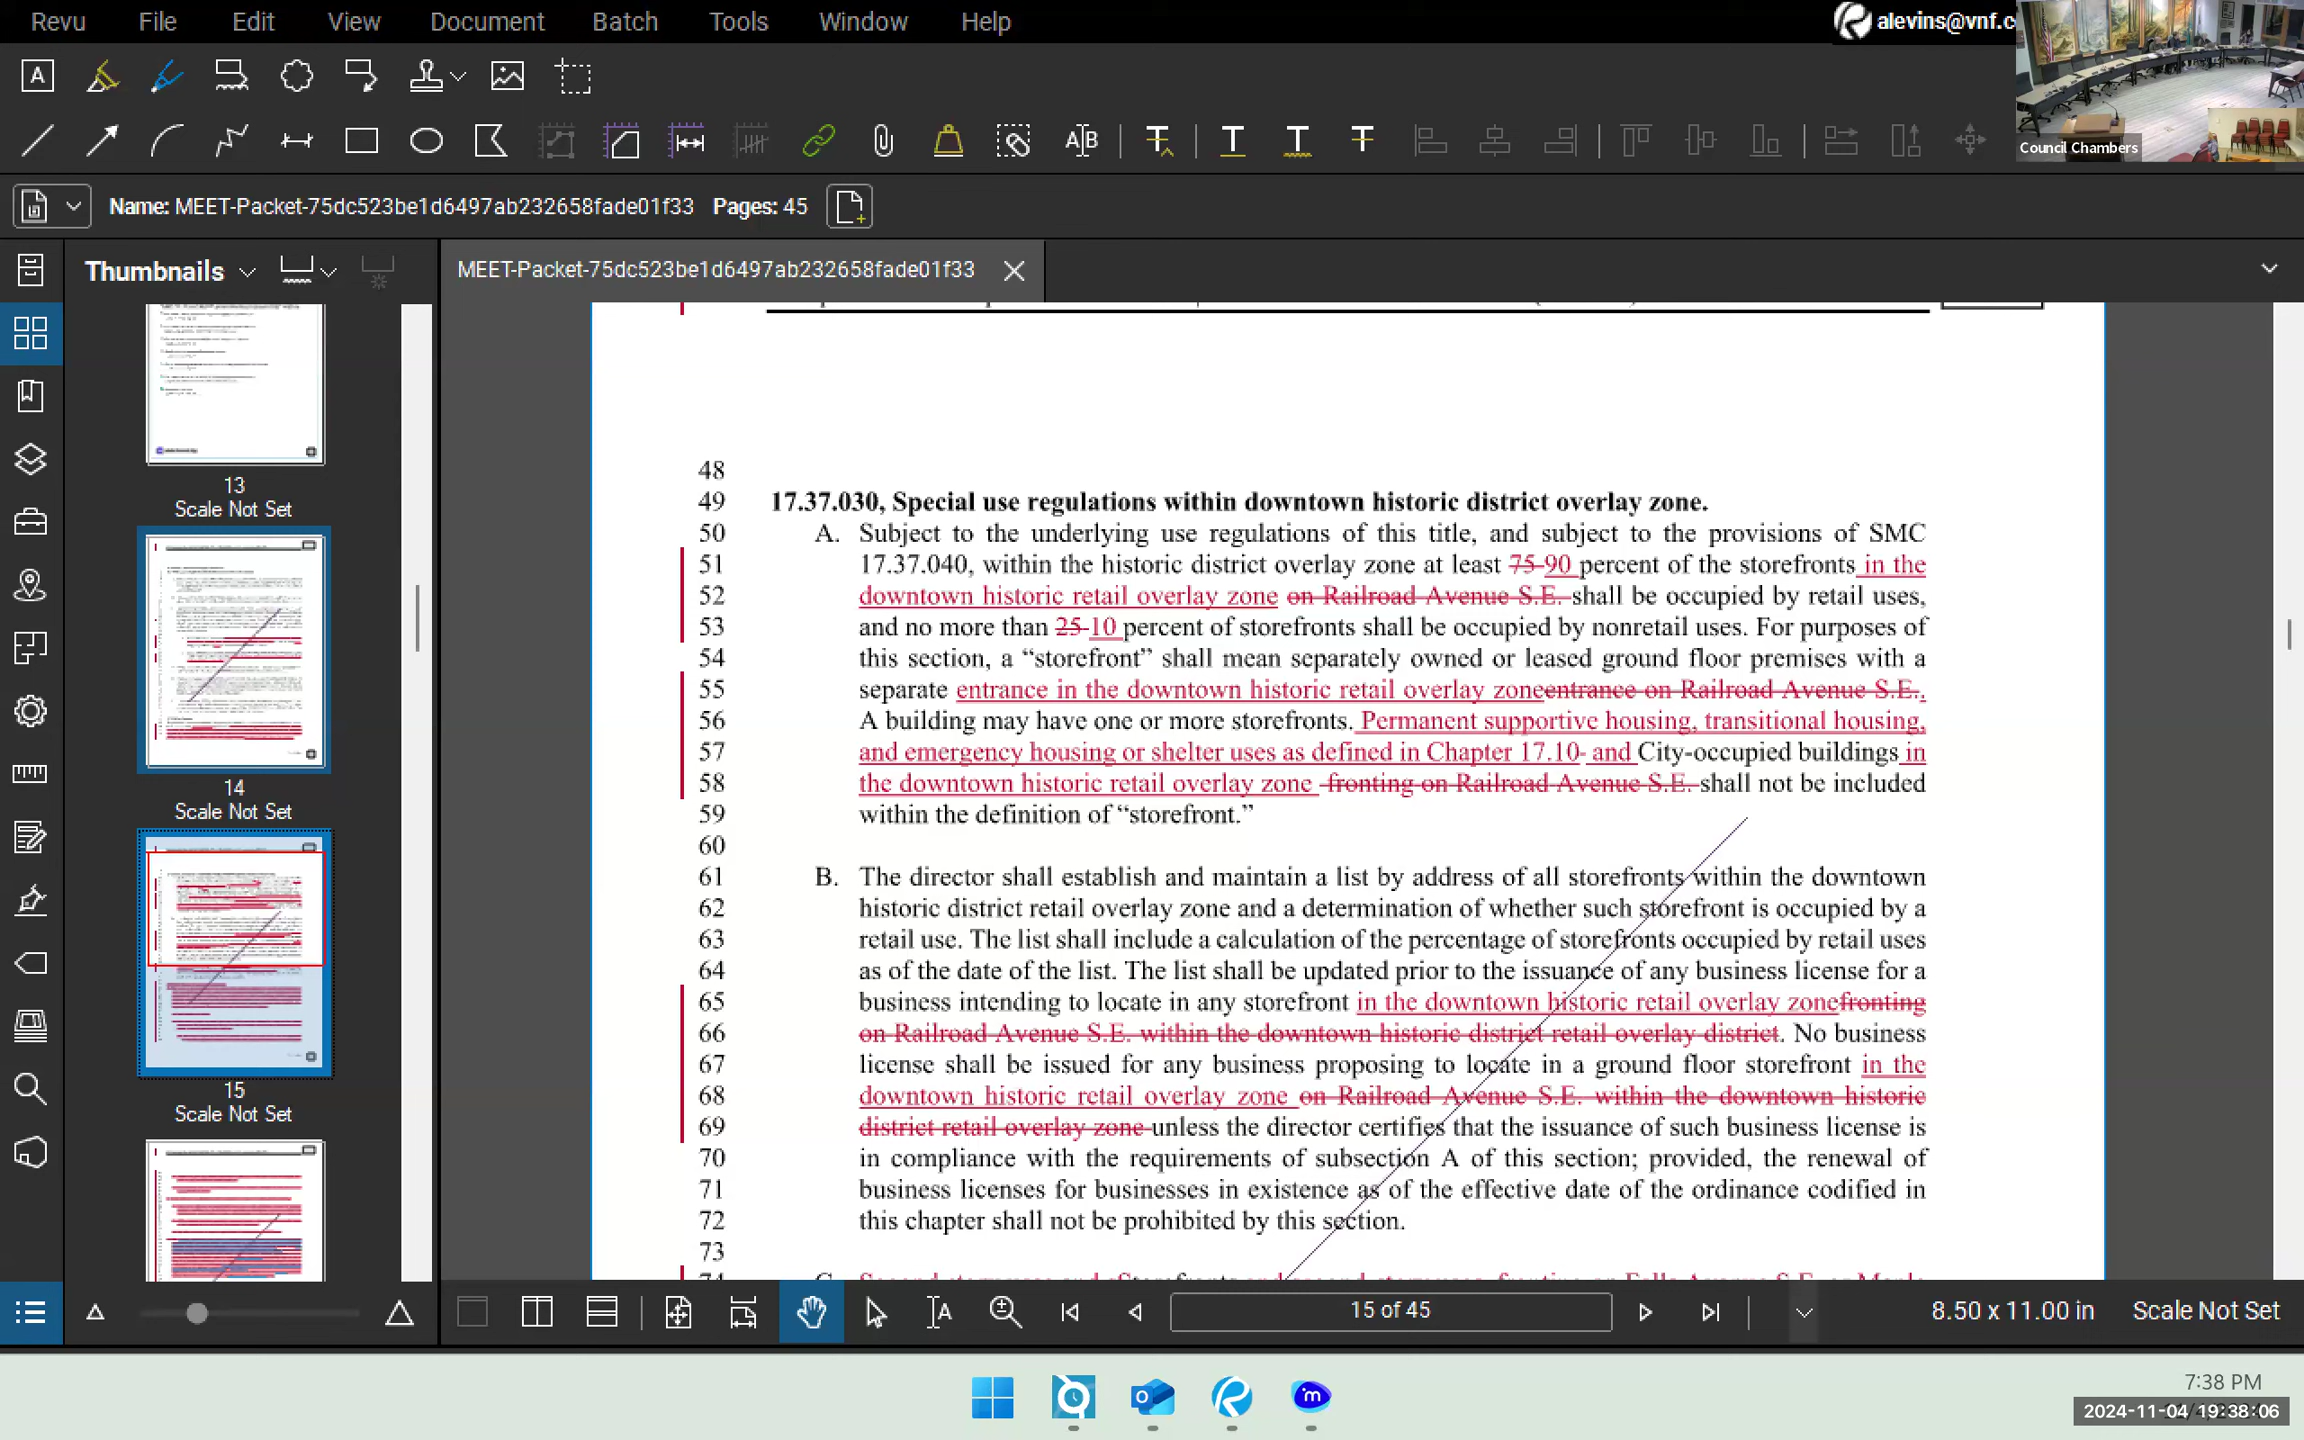 Revu File Edit View Document Batch Tools Window Help
alevins@vnf.c
Council Chambers
Name: MEET-Packet-75dc523be1d6497ab232658fade01f33 Pages: 45
Thumbnails
MEET-Packet-75dc523be1d6497ab232658fade01f33
13
Scale Not Set
14
Scale Not Set
15
Scale Not Set
48
49 17.37.030, Special use regulations within downtown historic district overlay zone.
50 A. Subject to the underlying use regulations of this title, and subject to the provisions of SMC
51 17.37.040, within the historic district overlay zone at least 75 90 percent of the storefronts in the
52 downtown historic retail overlay zone on Railroad Avenue S.E. shall be occupied by retail uses,
53 and no more than 25 10 percent of storefronts shall be occupied by nonretail uses. For purposes of
54 this section, a “storefront” shall mean separately owned or leased ground floor premises with a
55 separate entrance in the downtown historic retail overlay zoneentrance on Railroad Avenue S.E..
56 A building may have one or more storefronts. Permanent supportive housing, transitional housing,
57 and emergency housing or shelter uses as defined in Chapter 17.10- and City-occupied buildings in
58 the downtown historic retail overlay zone fronting on Railroad Avenue S.E. shall not be included
59 within the definition of “storefront.”
60
61 B. The director shall establish and maintain a list by address of all storefronts within the downtown
62 historic district retail overlay zone and a determination of whether such storefront is occupied by a
63 retail use. The list shall include a calculation of the percentage of storefronts occupied by retail uses
64 as of the date of the list. The list shall be updated prior to the issuance of any business license for a
65 business intending to locate in any storefront in the downtown historic retail overlay zonefronting
66 on Railroad Avenue S.E. within the downtown historic district retail overlay district. No business
67 license shall be issued for any business proposing to locate in a ground floor storefront in the
68 downtown historic retail overlay zone on Railroad Avenue S.E. within the downtown historic
69 district retail overlay zone unless the director certifies that the issuance of such business license is
70 in compliance with the requirements of subsection A of this section; provided, the renewal of
71 business licenses for businesses in existence as of the effective date of the ordinance codified in
72 this chapter shall not be prohibited by this section.
73
15 of 45
8.50 x 11.00 in Scale Not Set
7:38 PM
2024-11-04 19:38:06